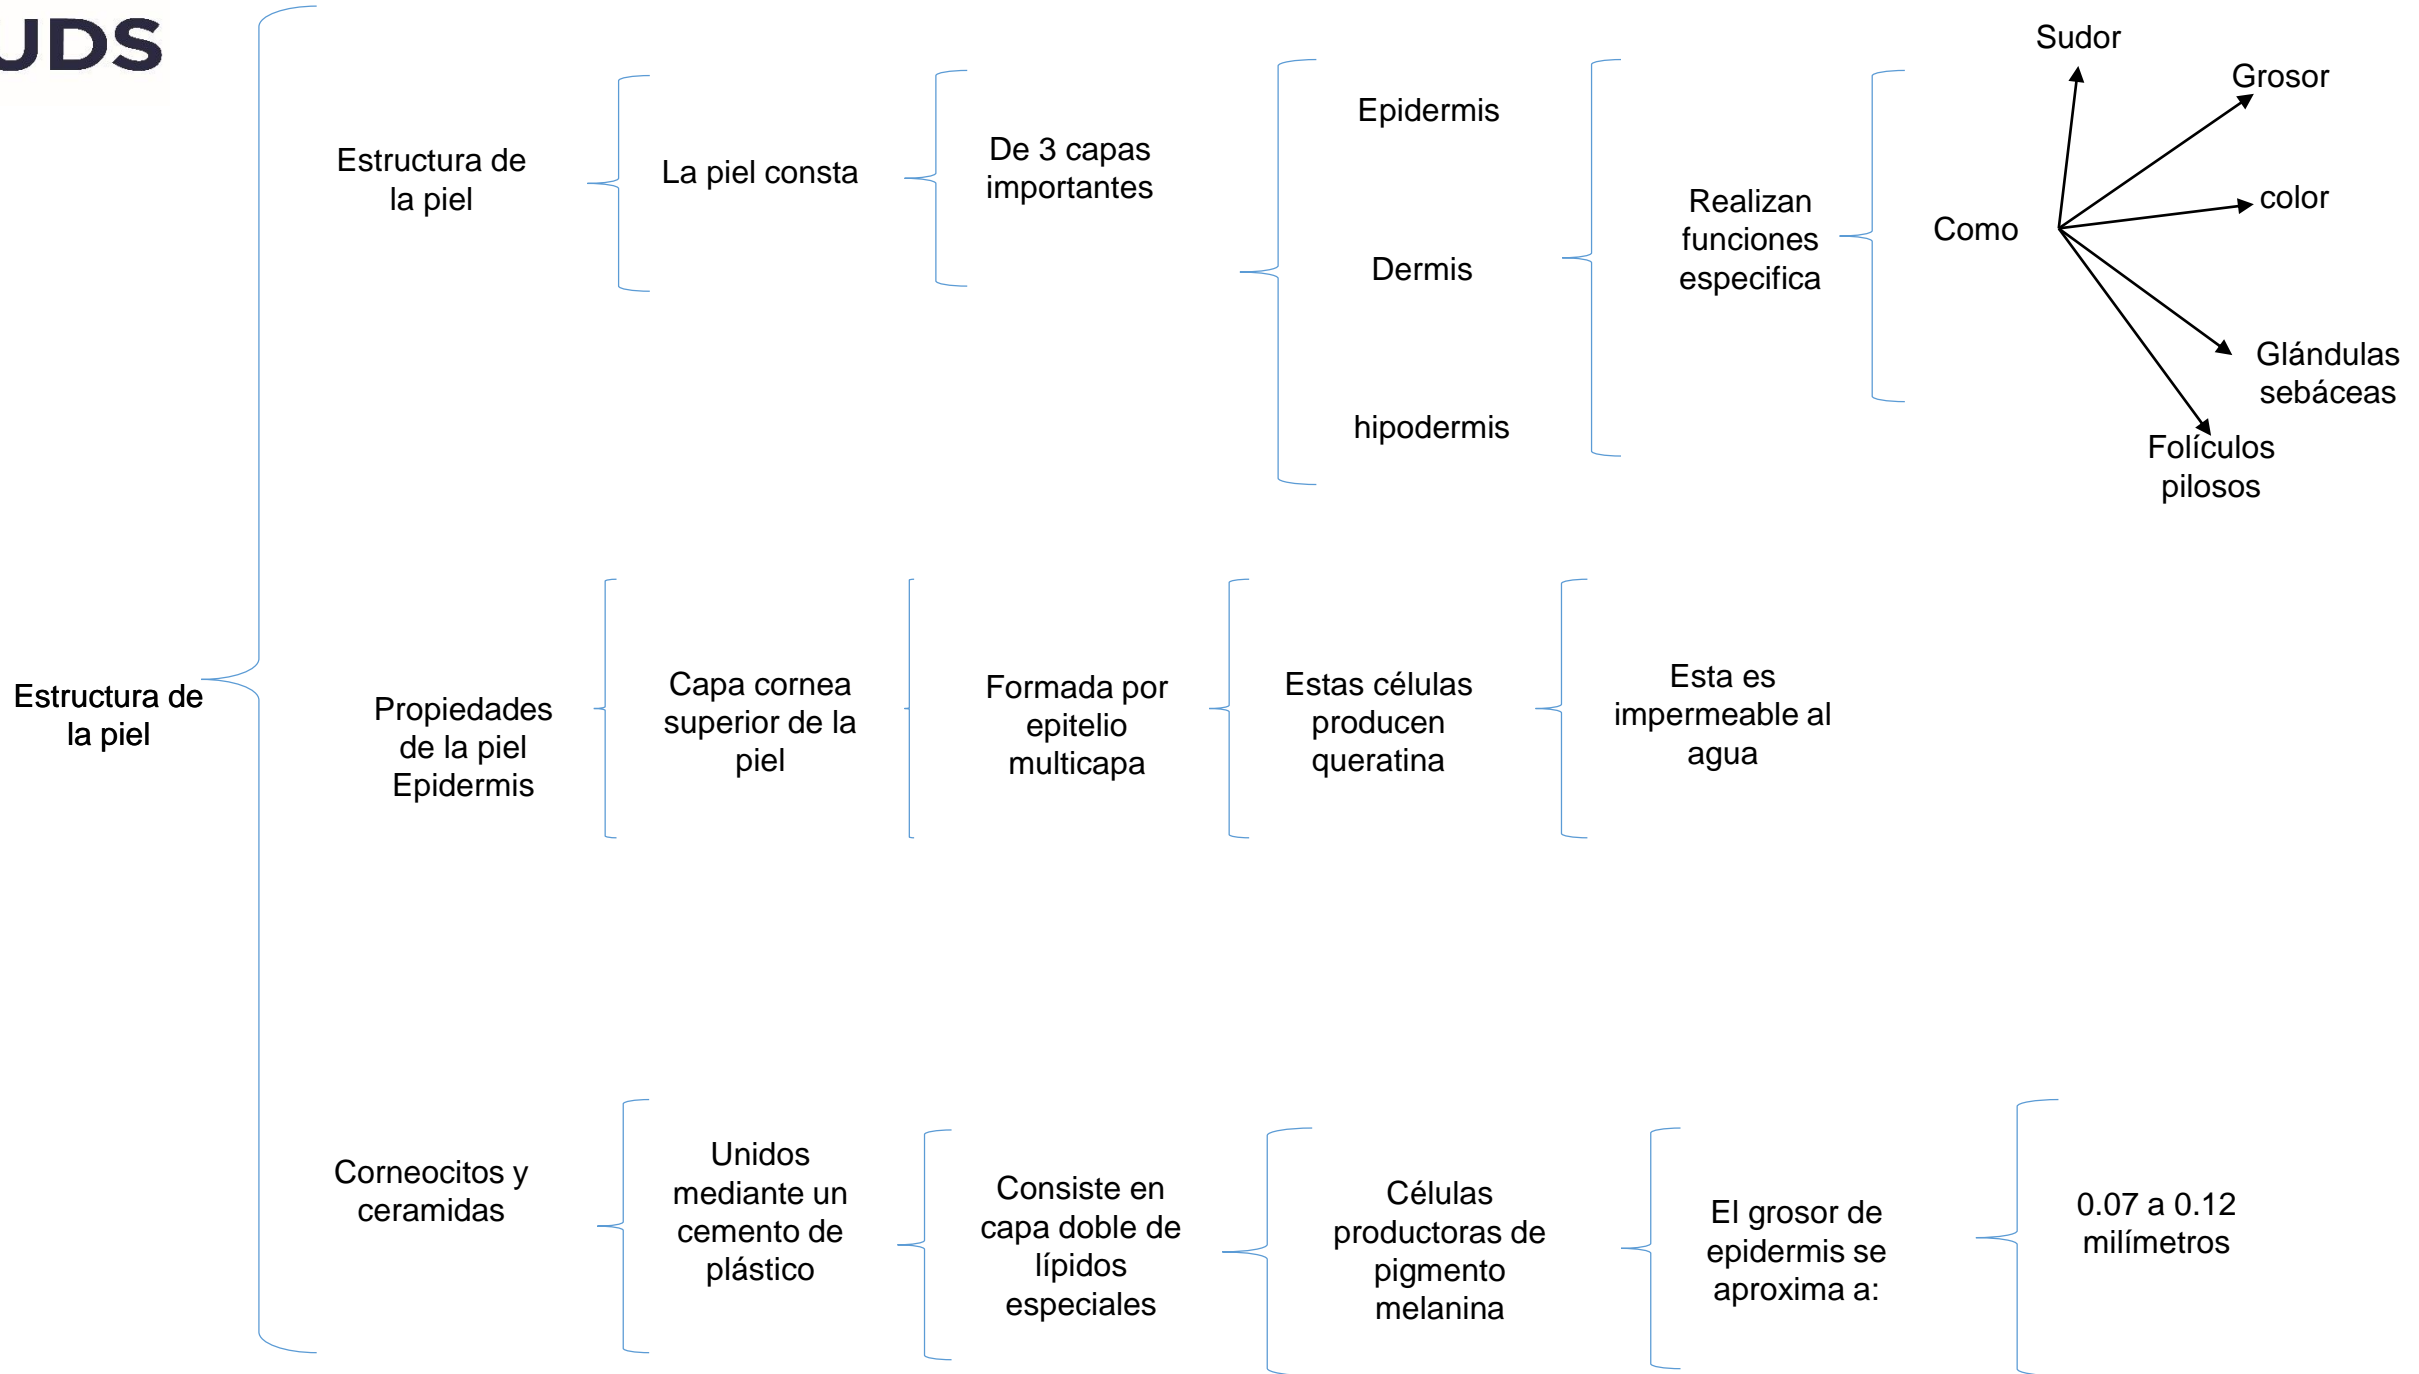 UDS
Estructura de
la piel
Estructura de
la piel
La piel consta
De 3 capas
importantes
Epidermis
Dermis
hipodermis
Realizan
funciones
especifica
Como
Sudor
Grosor
color
Glándulas
sebáceas
Folículos
pilosos
Propiedades
de la piel
Epidermis
Capa cornea
superior de la
piel
Formada por
epitelio
multicapa
Estas células
producen
queratina
Esta es
impermeable al
agua
Corneocitos y
ceramidas
Unidos
mediante un
cemento de
plástico
Consiste en
capa doble de
lípidos
especiales
Células
productoras de
pigmento
melanina
El grosor de
epidermis se
aproxima a:
0.07 a 0.12
milímetros